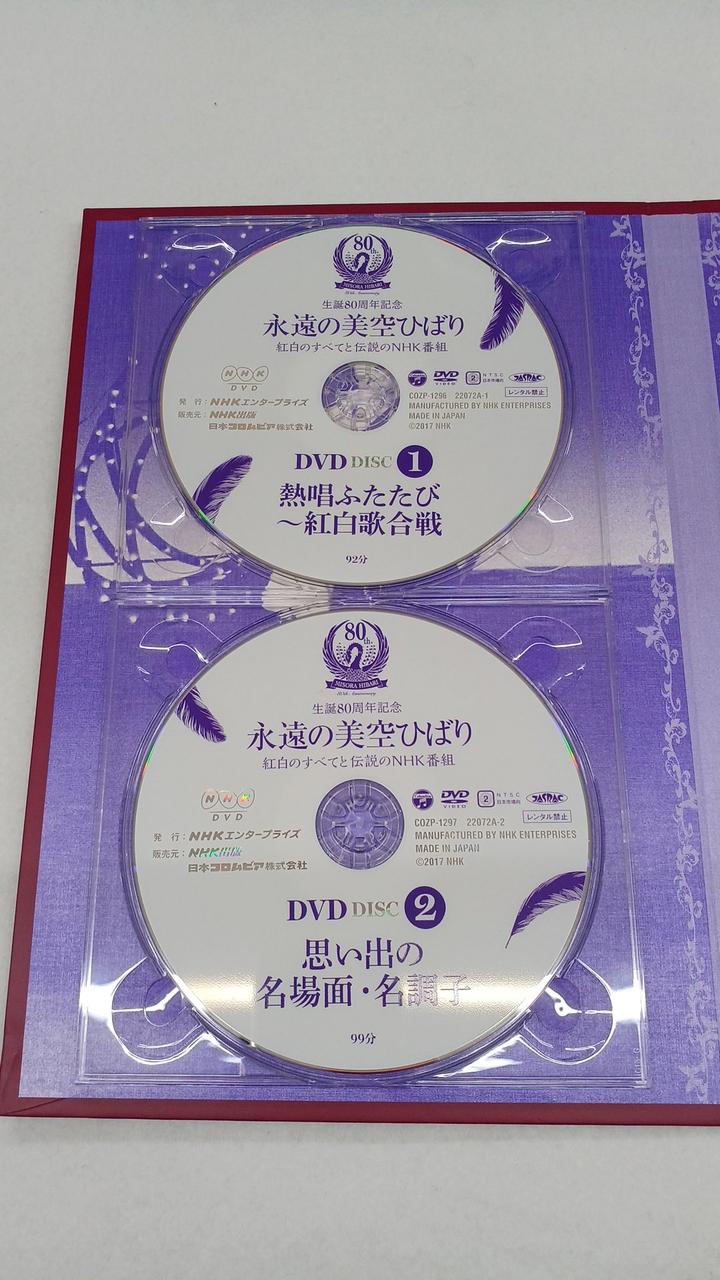 80th.
MISORA HIBARI
80th Anniversary
生誕80周年記念
永遠の美空ひばり
紅白のすべてと伝説のNHK番組
NHK
DVD
発 行：NHKエンタープライズ
販売元：NHK出版
日本コロムビア株式会社
DVD
VIDEO
2
NTSC
日本市場向
JASRAC
COZP-1296 22072A-1
レンタル禁止
MANUFACTURED BY NHK ENTERPRISES
MADE IN JAPAN
©2017 NHK
DVD DISC 1
熱唱ふたたび
～紅白歌合戦
92分
80th.
MISORA HIBARI
80th Anniversary
生誕80周年記念
永遠の美空ひばり
紅白のすべてと伝説のNHK番組
NHK
DVD
発 行：NHKエンタープライズ
販売元：NHK出版
日本コロムビア株式会社
DVD
VIDEO
2
NTSC
日本市場向
JASRAC
COZP-1297 22072A-2
レンタル禁止
MANUFACTURED BY NHK ENTERPRISES
MADE IN JAPAN
©2017 NHK
DVD DISC 2
思い出の
名場面・名調子
99分